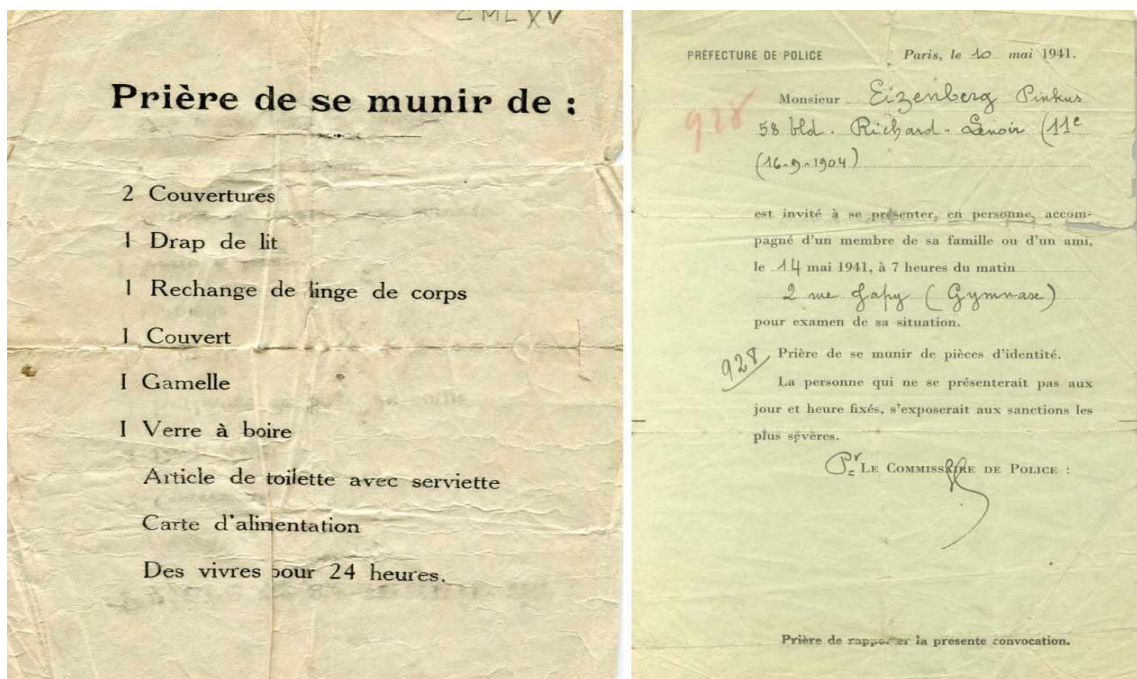 CMLXV
Prière de se munir de :
2 Couvertures
1 Drap de lit
1 Rechange de linge de corps
1 Couvert
1 Gamelle
1 Verre à boire
Article de toilette avec serviette
Carte d'alimentation
Des vivres pour 24 heures.
PRÉFECTURE DE POLICE
Paris, le 10 mai 1941.
928
Monsieur Eizenberg Pinkus
58 bld. Richard-Lenoir (11e
(16-9-1904)
est invité à se présenter, en personne, accom-
pagné d'un membre de sa famille ou d'un ami,
le 14 mai 1941, à 7 heures du matin
2 rue Japy (Gymnase)
pour examen de sa situation.
928
Prière de se munir de pièces d'identité.
La personne qui ne se présenterait pas aux
jour et heure fixés, s'exposerait aux sanctions les
plus sévères.
Pr LE COMMISSAIRE DE POLICE :
Prière de rapporter la presente convocation.